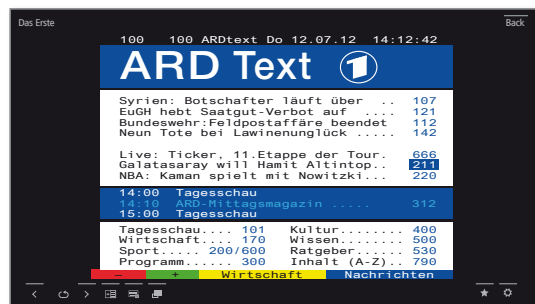 Das Erste
Back
100 100 ARDtext Do 12.07.12 14:12:42
ARD Text 1
Syrien: Botschafter läuft über .. 107
EuGH hebt Saatgut-Verbot auf .... 121
Bundeswehr:Feldpostaffäre beendet 112
Neun Tote bei Lawinenunglück ..... 142
Live: Ticker, 11.Etappe der Tour. 666
Galatasaray will Hamit Altintop.. 211
NBA: Kaman spielt mit Nowitzki... 220
14:00 Tagesschau
14:10 ARD-Mittagsmagazin ..... 312
15:00 Tagesschau
Tagesschau.... 101 Kultur........ 400
Wirtschaft.... 170 Wissen........ 500
Sport..... 200/600 Ratgeber...... 530
Programm...... 300 Inhalt (A-Z).. 790
- + Wirtschaft Nachrichten